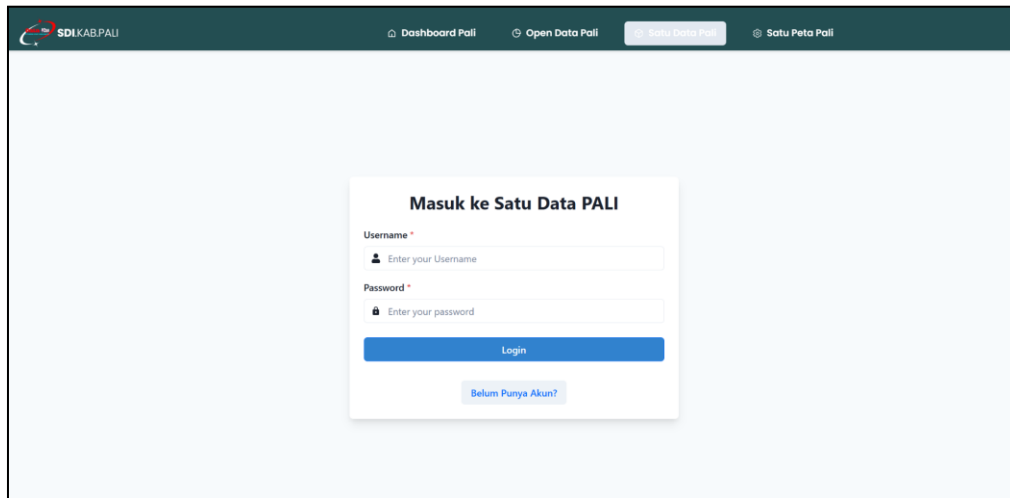 SDI.KAB.PALI
Dashboard Pali
Open Data Pali
Satu Data Pali
Satu Peta Pali
Masuk ke Satu Data PALI
Username *
Enter your Username
Password *
Enter your password
Login
Belum Punya Akun?